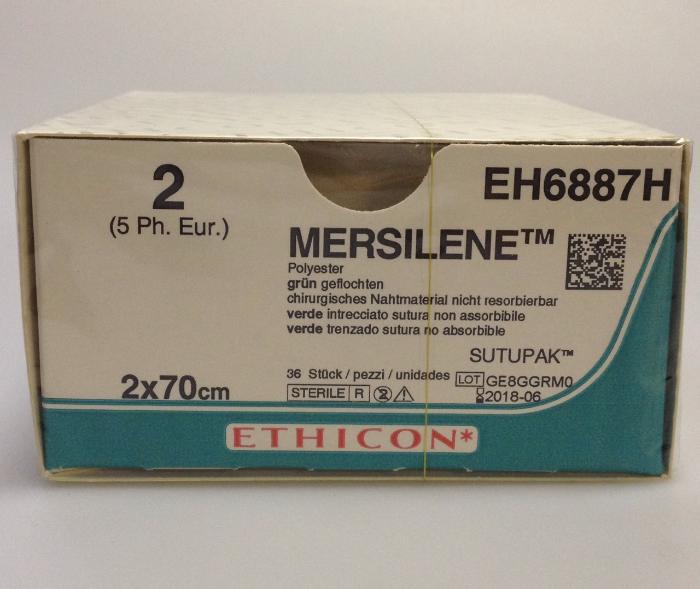 2
(5 Ph. Eur.)
EH6887H
MERSILENE™
Polyester
grün geflochten
chirurgisches Nahtmaterial nicht resorbierbar
verde intrecciato sutura non assorbibile
verde trenzado sutura no absorbible
SUTUPAK™
36 Stück / pezzi / unidades
LOT GE8GGRM0
2x70cm
STERILE R 2
2018-06
ETHICON*